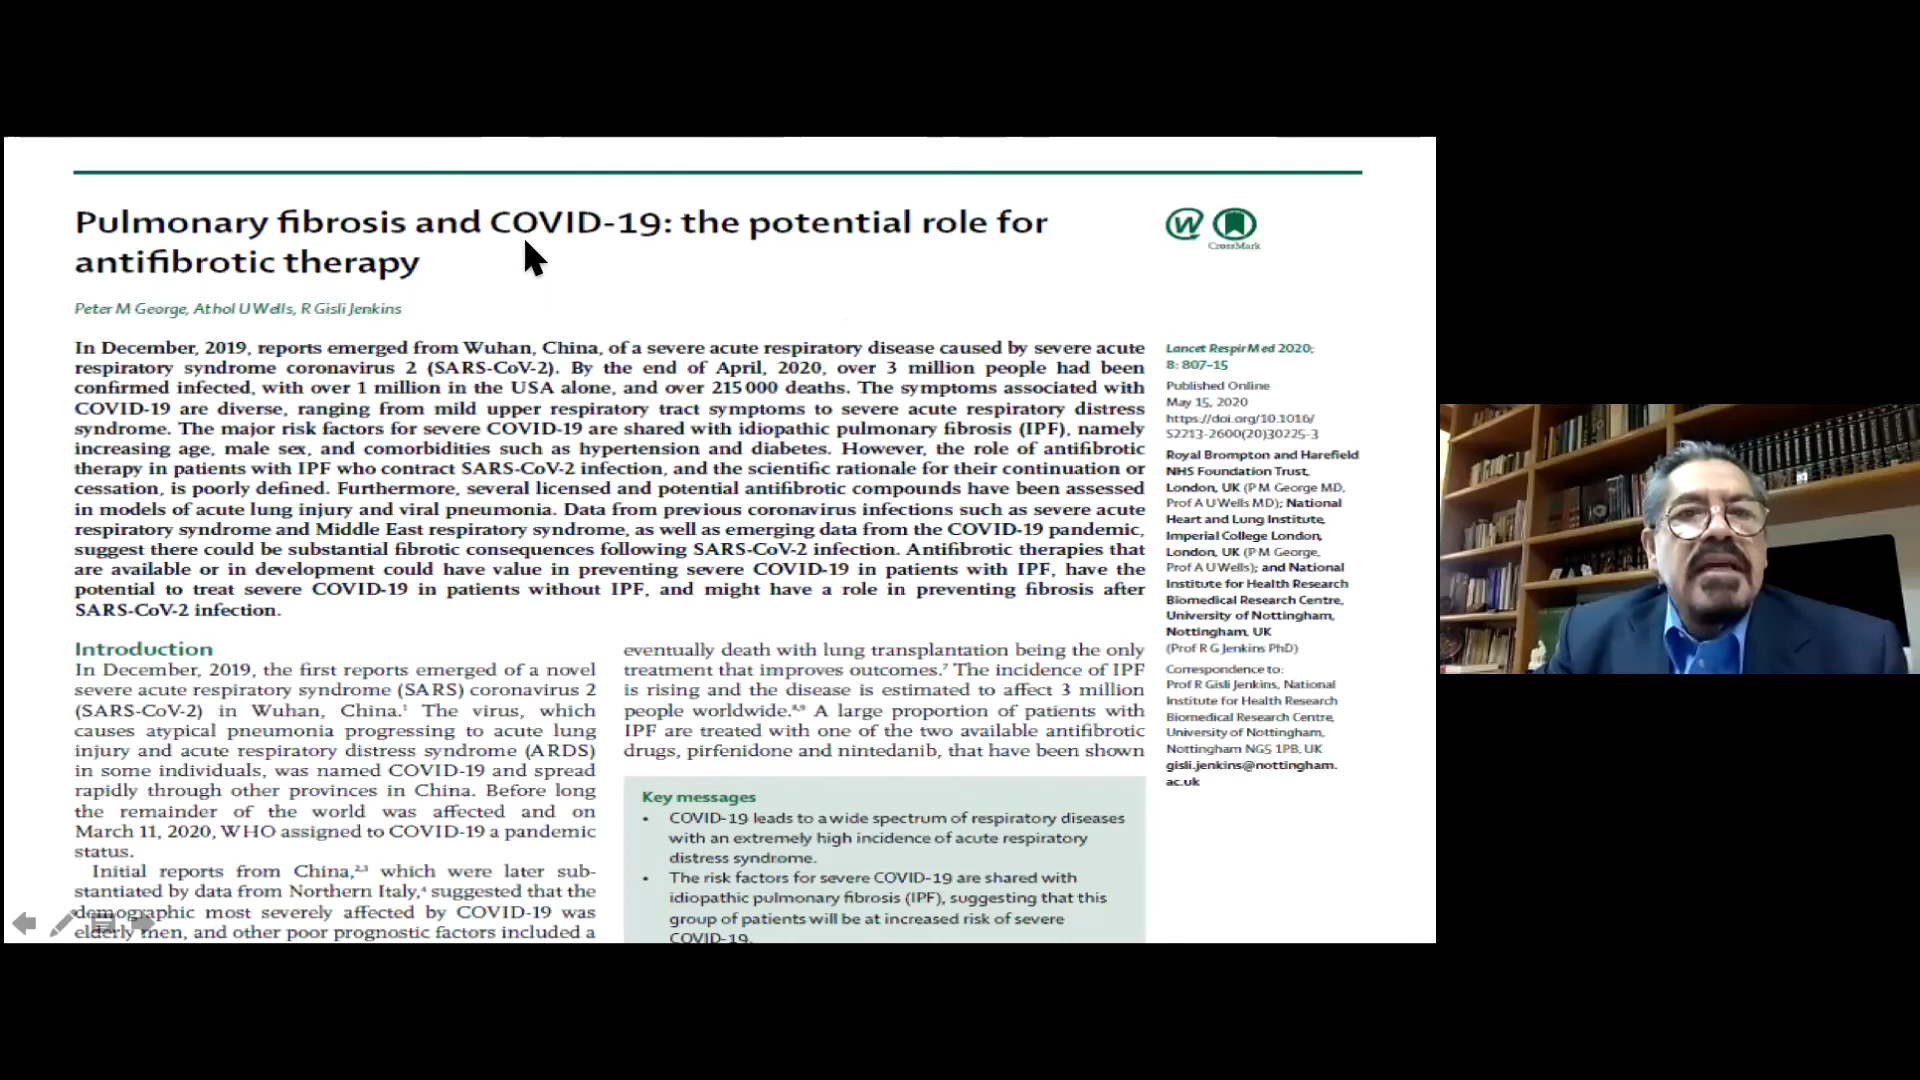 Pulmonary fibrosis and COVID-19: the potential role for
antifibrotic therapy
W
CrossMark
Peter M George, Athol U Wells, R Gisli Jenkins
In December, 2019, reports emerged from Wuhan, China, of a severe acute respiratory disease caused by severe acute
respiratory syndrome coronavirus 2 (SARS-CoV-2). By the end of April, 2020, over 3 million people had been
confirmed infected, with over 1 million in the USA alone, and over 215 000 deaths. The symptoms associated with
COVID-19 are diverse, ranging from mild upper respiratory tract symptoms to severe acute respiratory distress
syndrome. The major risk factors for severe COVID-19 are shared with idiopathic pulmonary fibrosis (IPF), namely
increasing age, male sex, and comorbidities such as hypertension and diabetes. However, the role of antifibrotic
therapy in patients with IPF who contract SARS-CoV-2 infection, and the scientific rationale for their continuation or
cessation, is poorly defined. Furthermore, several licensed and potential antifibrotic compounds have been assessed
in models of acute lung injury and viral pneumonia. Data from previous coronavirus infections such as severe acute
respiratory syndrome and Middle East respiratory syndrome, as well as emerging data from the COVID-19 pandemic,
suggest there could be substantial fibrotic consequences following SARS-CoV-2 infection. Antifibrotic therapies that
are available or in development could have value in preventing severe COVID-19 in patients with IPF, have the
potential to treat severe COVID-19 in patients without IPF, and might have a role in preventing fibrosis after
SARS-CoV-2 infection.
Introduction
In December, 2019, the first reports emerged of a novel
severe acute respiratory syndrome (SARS) coronavirus 2
(SARS-CoV-2) in Wuhan, China.¹ The virus, which
causes atypical pneumonia progressing to acute lung
injury and acute respiratory distress syndrome (ARDS)
in some individuals, was named COVID-19 and spread
rapidly through other provinces in China. Before long
the remainder of the world was affected and on
March 11, 2020, WHO assigned to COVID-19 a pandemic
status.
Initial reports from China,²,³ which were later sub-
stantiated by data from Northern Italy,⁴ suggested that the
demographic most severely affected by COVID-19 was
elderly men, and other poor prognostic factors included a
eventually death with lung transplantation being the only
treatment that improves outcomes.⁷ The incidence of IPF
is rising and the disease is estimated to affect 3 million
people worldwide.⁸,⁹ A large proportion of patients with
IPF are treated with one of the two available antifibrotic
drugs, pirfenidone and nintedanib, that have been shown
Key messages
• COVID-19 leads to a wide spectrum of respiratory diseases
with an extremely high incidence of acute respiratory
distress syndrome.
• The risk factors for severe COVID-19 are shared with
idiopathic pulmonary fibrosis (IPF), suggesting that this
group of patients will be at increased risk of severe
COVID-19.
Lancet Respir Med 2020;
8: 807–15
Published Online
May 15, 2020
https://doi.org/10.1016/
S2213-2600(20)30225-3
Royal Brompton and Harefield
NHS Foundation Trust,
London, UK (P M George MD,
Prof A U Wells MD); National
Heart and Lung Institute,
Imperial College London,
London, UK (P M George,
Prof A U Wells); and National
Institute for Health Research
Biomedical Research Centre,
University of Nottingham,
Nottingham, UK
(Prof R G Jenkins PhD)
Correspondence to:
Prof R Gisli Jenkins, National
Institute for Health Research
Biomedical Research Centre,
University of Nottingham,
Nottingham NG5 1PB, UK
gisli.jenkins@nottingham.
ac.uk